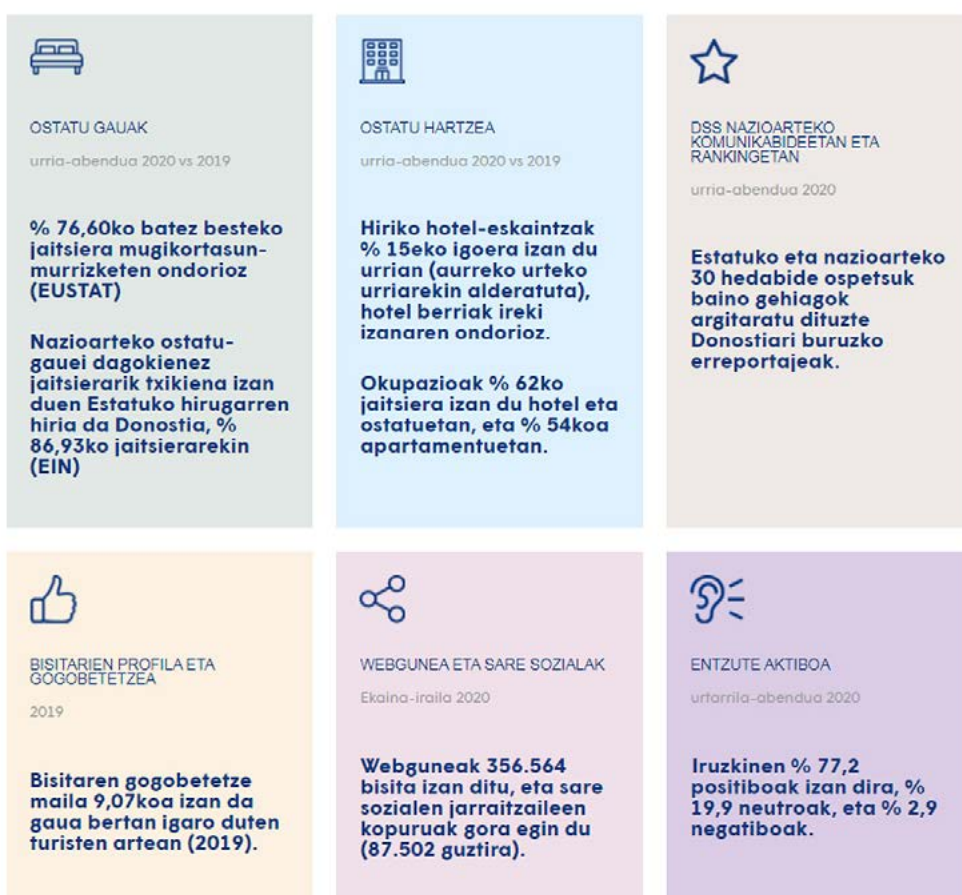 OSTATU GAUAK
urria-abendua 2020 vs 2019
% 76,60ko batez besteko
jaitsiera mugikortasun-
murrizketen ondorioz
(EUSTAT)
Nazioarteko ostatu-
gauei dagokienez
jaitsierarik txikiena izan
duen Estatuko hirugarren
hiria da Donostia, %
86,93ko jaitsierarekin
(EIN)
OSTATU HARTZEA
urria-abendua 2020 vs 2019
Hiriko hotel-eskaintzak
% 15eko igoera izan du
urrian (aurreko urteko
urriarekin alderatuta),
hotel berriak ireki
izanaren ondorioz.
Okupazioak % 62ko
jaitsiera izan du hotel eta
ostatuetan, eta % 54koa
apartamentuetan.
DSS NAZIOARTEKO
KOMUNIKABIDEETAN ETA
RANKINGETAN
urria-abendua 2020
Estatuko eta nazioarteko
30 hedabide ospetsuk
baino gehiagok
argitaratu dituzte
Donostiari buruzko
erreportajeak.
BISITARIEN PROFILA ETA
GOGOBETETZEA
2019
Bisitaren gogobetetze
maila 9,07koa izan da
gaua bertan igaro duten
turisten artean (2019).
WEBGUNEA ETA SARE SOZIALAK
Ekaina-iraila 2020
Webguneak 356.564
bisita izan ditu, eta sare
sozialen jarraitzaileen
kopuruak gora egin du
(87.502 guztira).
ENTZUTE AKTIBOA
urtarrila-abendua 2020
Iruzkinen % 77,2
positiboak izan dira, %
19,9 neutroak, eta % 2,9
negatiboak.